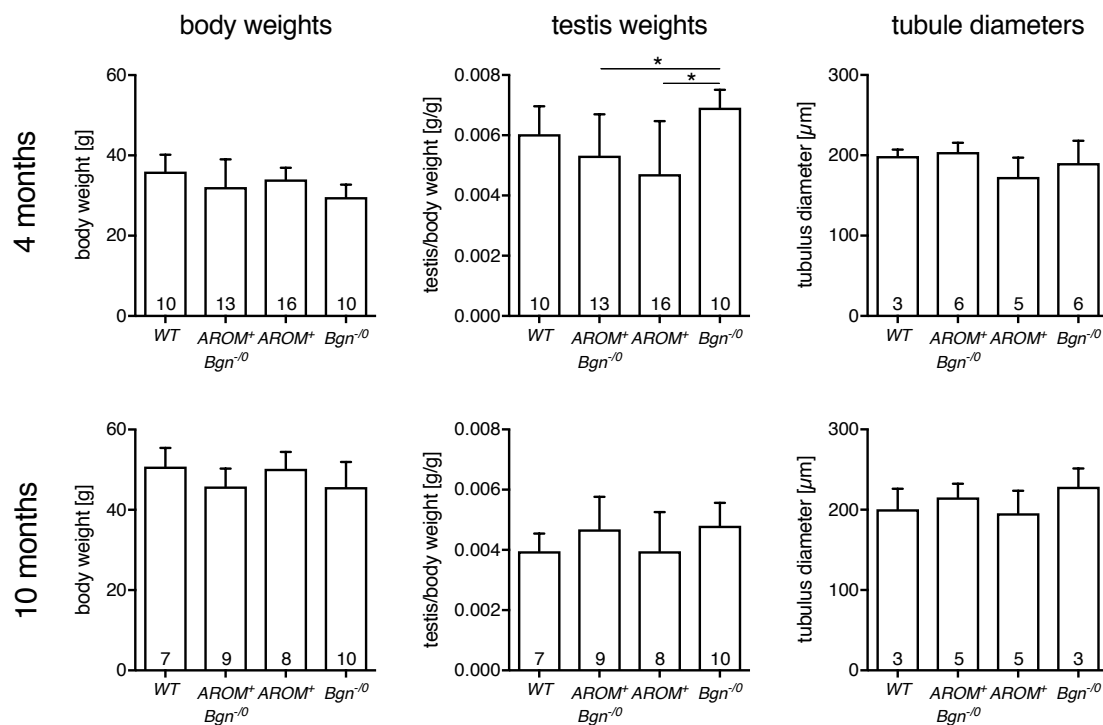 body weights
testis weights
tubule diameters
4 months
body weight [g]
60
40
20
0
10
13
16
10
WT
AROM+
AROM+
Bgn-/0
Bgn-/0
testis/body weight [g/g]
0.008
0.006
0.004
0.002
0.000
*
*
10
13
16
10
WT
AROM+
AROM+
Bgn-/0
Bgn-/0
tubulus diameter [µm]
300
200
100
0
3
6
5
6
WT
AROM+
AROM+
Bgn-/0
Bgn-/0
10 months
body weight [g]
60
40
20
0
7
9
8
10
WT
AROM+
AROM+
Bgn-/0
Bgn-/0
testis/body weight [g/g]
0.008
0.006
0.004
0.002
0.000
7
9
8
10
WT
AROM+
AROM+
Bgn-/0
Bgn-/0
tubulus diameter [µm]
300
200
100
0
3
5
5
3
WT
AROM+
AROM+
Bgn-/0
Bgn-/0